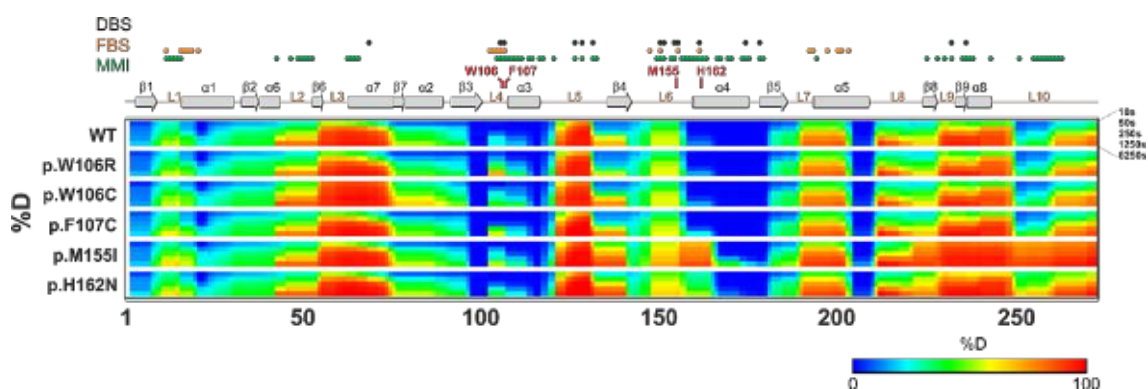 DBS
FBS
MMI
W106 F107 M155 H162
β1 L1 α1 β2 α6 L2 β6 L3 α7 β7 α2 β3 L4 α3 L5 β4 L6 α4 β5 L7 α5 L8 β8 L9 β9 α8 L10
10s
50s
250s
1250s
6250s
WT
p.W106R
p.W106C
p.F107C
p.M155I
p.H162N
%D
1 50 100 150 200 250
%D
0 100